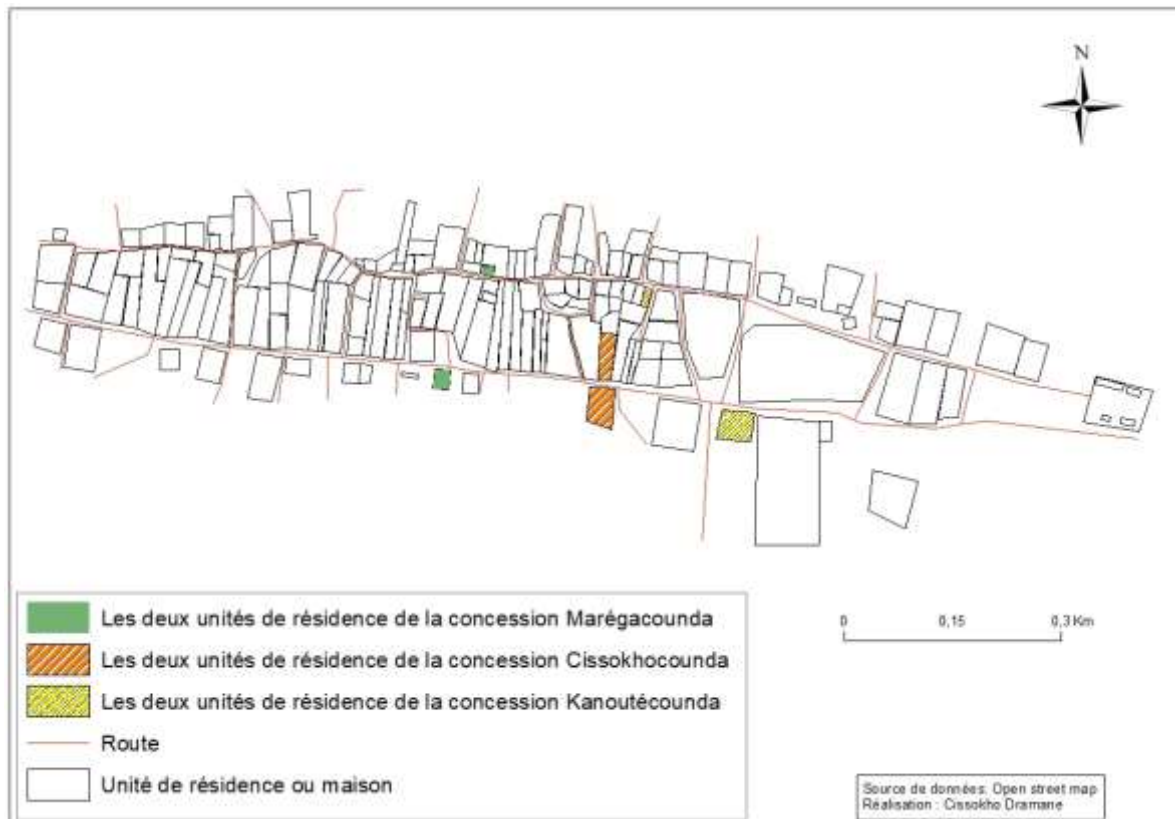 N
Les deux unités de résidence de la concession Marégacounda
Les deux unités de résidence de la concession Cissokhocounda
Les deux unités de résidence de la concession Kanoutécounda
Route
Unité de résidence ou maison
0 0,15 0,3 Km
Source de données: Open street map
Réalisation : Cissokho Dramane